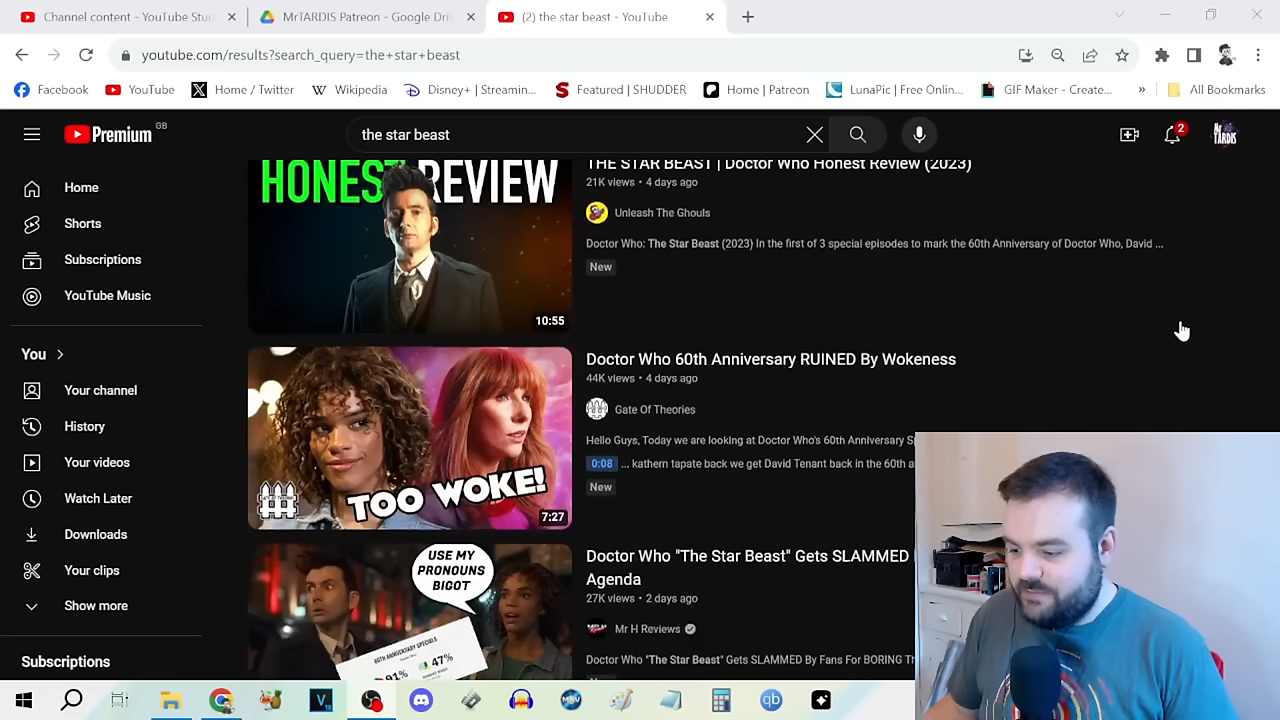 Channel content - YouTube Stu
MrTARDIS Patreon - Google Dri
(2) the star beast - YouTube
youtube.com/results?search_query=the+star+beast
Facebook
YouTube
Home / Twitter
Wikipedia
Disney+ | Streamin...
Featured | SHUDDER
Home | Patreon
LunaPic | Free Onlin...
GIF Maker - Create...
»
All Bookmarks
Premium GB
the star beast
2
MR TARDIS
Home
Shorts
Subscriptions
YouTube Music
You
Your channel
History
Your videos
Watch Later
Downloads
Your clips
Show more
Subscriptions
HONEST REVIEW
10:55
THE STAR BEAST | Doctor Who Honest Review (2023)
21K views • 4 days ago
Unleash The Ghouls
Doctor Who: The Star Beast (2023) In the first of 3 special episodes to mark the 60th Anniversary of Doctor Who, David ...
New
TOO WOKE!
7:27
Doctor Who 60th Anniversary RUINED By Wokeness
44K views • 4 days ago
Gate Of Theories
Hello Guys, Today we are looking at Doctor Who's 60th Anniversary S
0:08 ... kathern tapate back we get David Tenant back in the 60th a
New
USE MY
PRONOUNS
BIGOT
60TH ANNIVERSARY SPECIALS
91%
47%
Doctor Who "The Star Beast" Gets SLAMMED
Agenda
27K views • 2 days ago
Mr H Reviews
Doctor Who "The Star Beast" Gets SLAMMED By Fans For BORING Th
V
MBV
qb